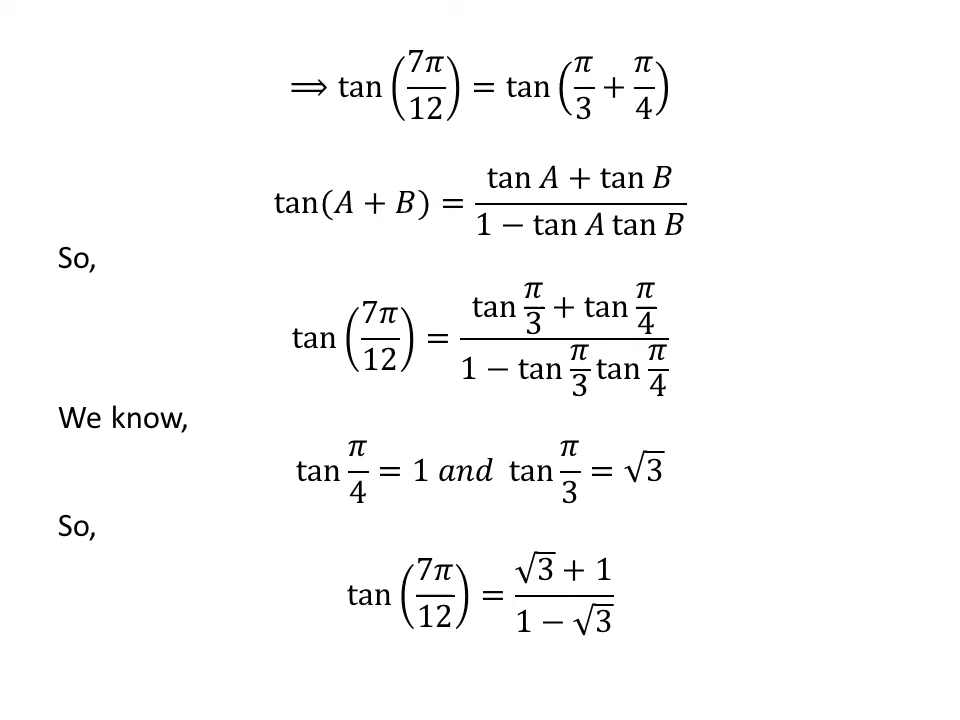 ⟹ tan (7π/12) = tan (π/3 + π/4)
tan(A + B) = (tan A + tan B)/(1 − tan A tan B)
So,
tan (7π/12) = (tan π/3 + tan π/4)/(1 − tan π/3 tan π/4)
We know,
tan π/4 = 1 and tan π/3 = √3
So,
tan (7π/12) = (√3 + 1)/(1 − √3)